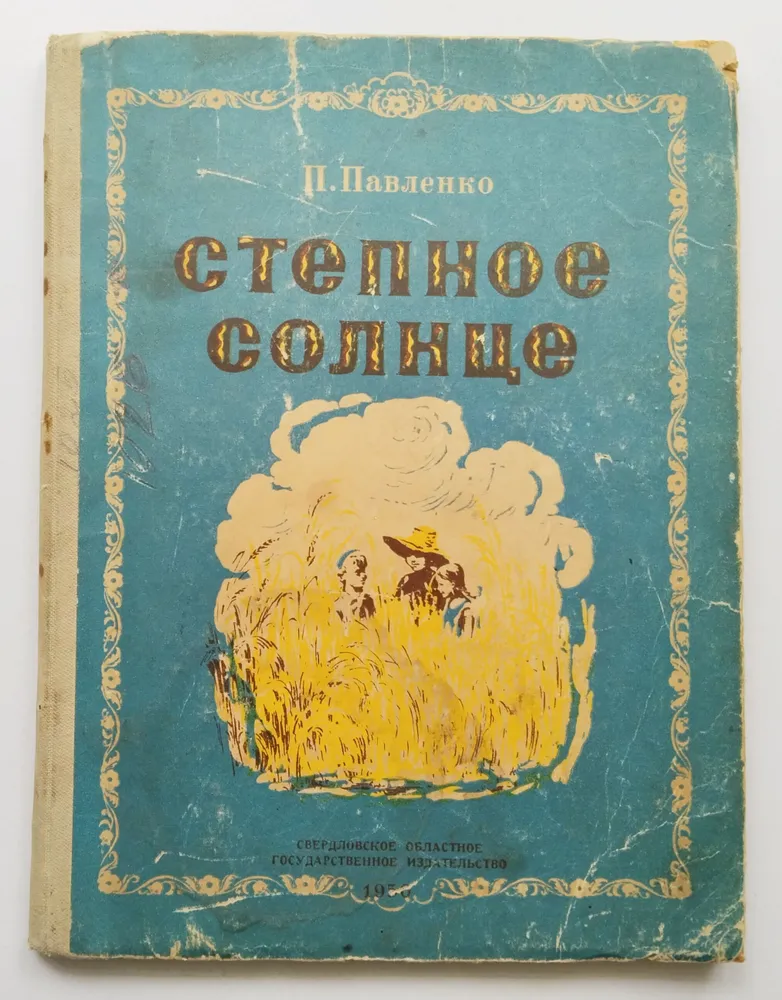 П. Павленко
СТЕПНОЕ
СОЛНЦЕ
СВЕРДЛОВСКОЕ ОБЛАСТНОЕ
ГОСУДАРСТВЕННОЕ ИЗДАТЕЛЬСТВО